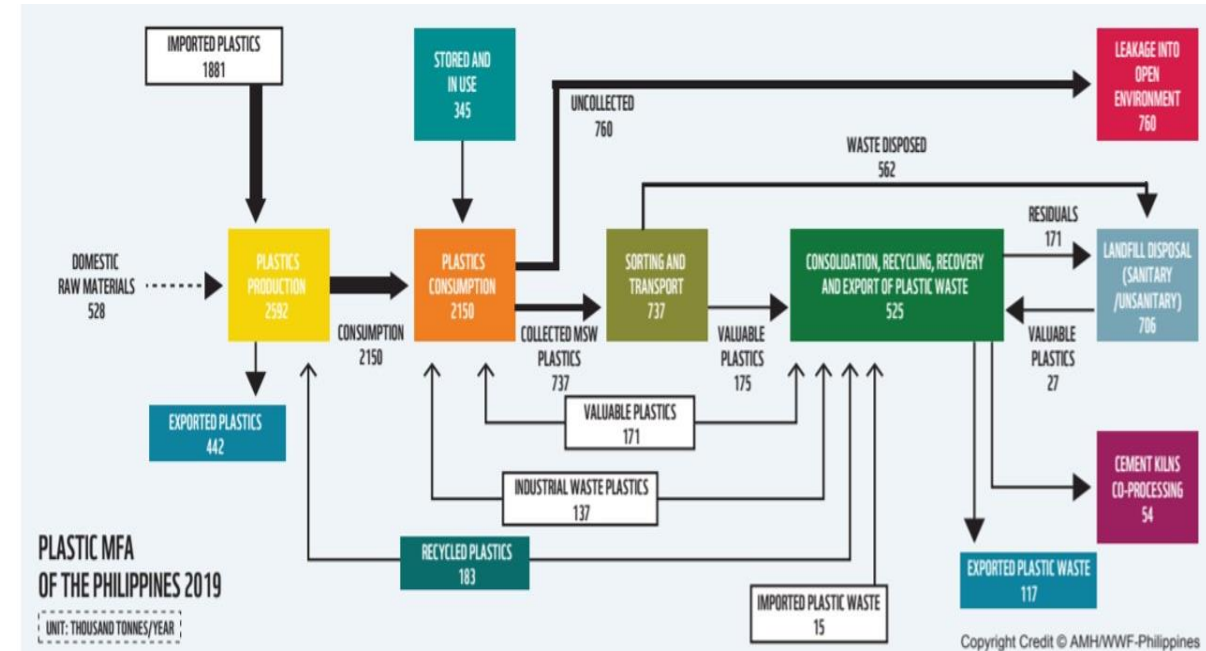 IMPORTED PLASTICS
1881
STORED AND
IN USE
345
LEAKAGE INTO
OPEN
ENVIRONMENT
760
UNCOLLECTED
760
WASTE DISPOSED
562
DOMESTIC
RAW MATERIALS
528
PLASTICS
PRODUCTION
2592
CONSUMPTION
2150
PLASTICS
CONSUMPTION
2150
COLLECTED MSW
PLASTICS
737
SORTING AND
TRANSPORT
737
VALUABLE
PLASTICS
175
CONSOLIDATION, RECYCLING, RECOVERY
AND EXPORT OF PLASTIC WASTE
525
RESIDUALS
171
LANDFILL DISPOSAL
(SANITARY
/UNSANITARY)
706
VALUABLE
PLASTICS
27
EXPORTED PLASTICS
442
VALUABLE PLASTICS
171
INDUSTRIAL WASTE PLASTICS
137
RECYCLED PLASTICS
183
IMPORTED PLASTIC WASTE
15
CEMENT KILNS
CO-PROCESSING
54
EXPORTED PLASTIC WASTE
117
PLASTIC MFA
OF THE PHILIPPINES 2019
UNIT: THOUSAND TONNES/YEAR
Copyright Credit © AMH/WWF-Philippines